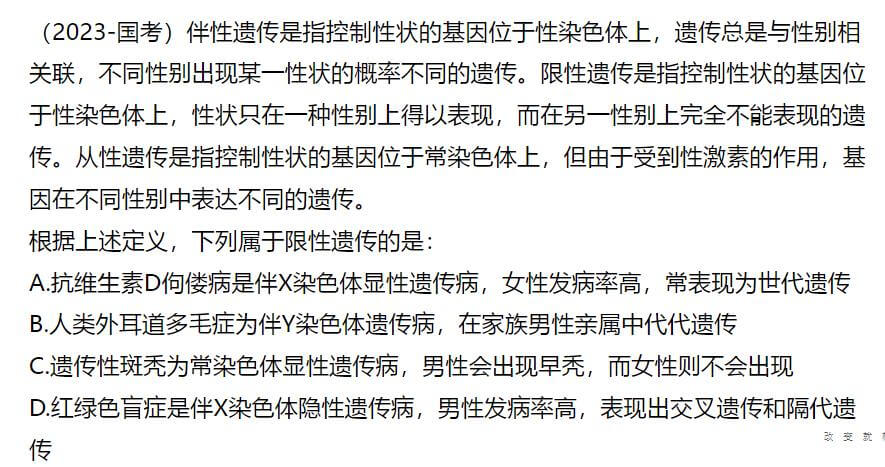 （2023-国考）伴性遗传是指控制性状的基因位于性染色体上，遗传总是与性别相
关联，不同性别出现某一性状的概率不同的遗传。限性遗传是指控制性状的基因位
于性染色体上，性状只在一种性别上得以表现，而在另一性别上完全不能表现的遗
传。从性遗传是指控制性状的基因位于常染色体上，但由于受到性激素的作用，基
因在不同性别中表达不同的遗传。
根据上述定义，下列属于限性遗传的是：
A.抗维生素D佝偻病是伴X染色体显性遗传病，女性发病率高，常表现为世代遗传
B.人类外耳道多毛症为伴Y染色体遗传病，在家族男性亲属中代代遗传
C.遗传性斑秃为常染色体显性遗传病，男性会出现早秃，而女性则不会出现
D.红绿色盲症是伴X染色体隐性遗传病，男性发病率高，表现出交叉遗传和隔代遗
传
改变就